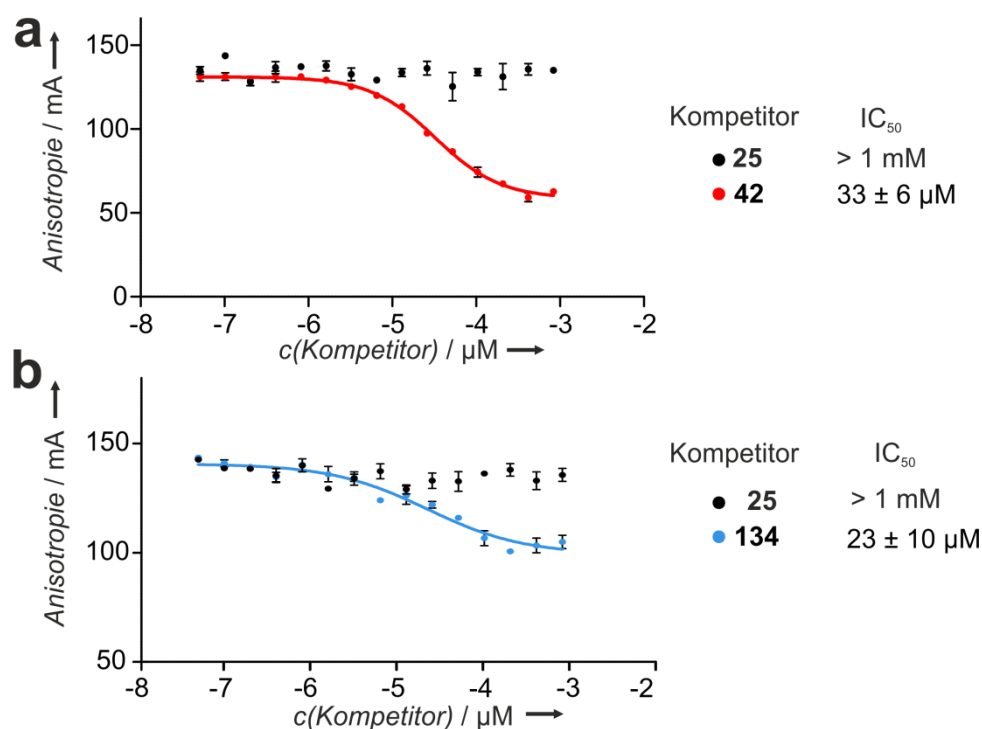 a
Anisotropie / mA
150
100
50
0
-8 -7 -6 -5 -4 -3 -2
c(Kompetitor) / µM
Kompetitor IC50
25 > 1 mM
42 33 ± 6 µM
b
Anisotropie / mA
150
100
50
-8 -7 -6 -5 -4 -3 -2
c(Kompetitor) / µM
Kompetitor IC50
25 > 1 mM
134 23 ± 10 µM